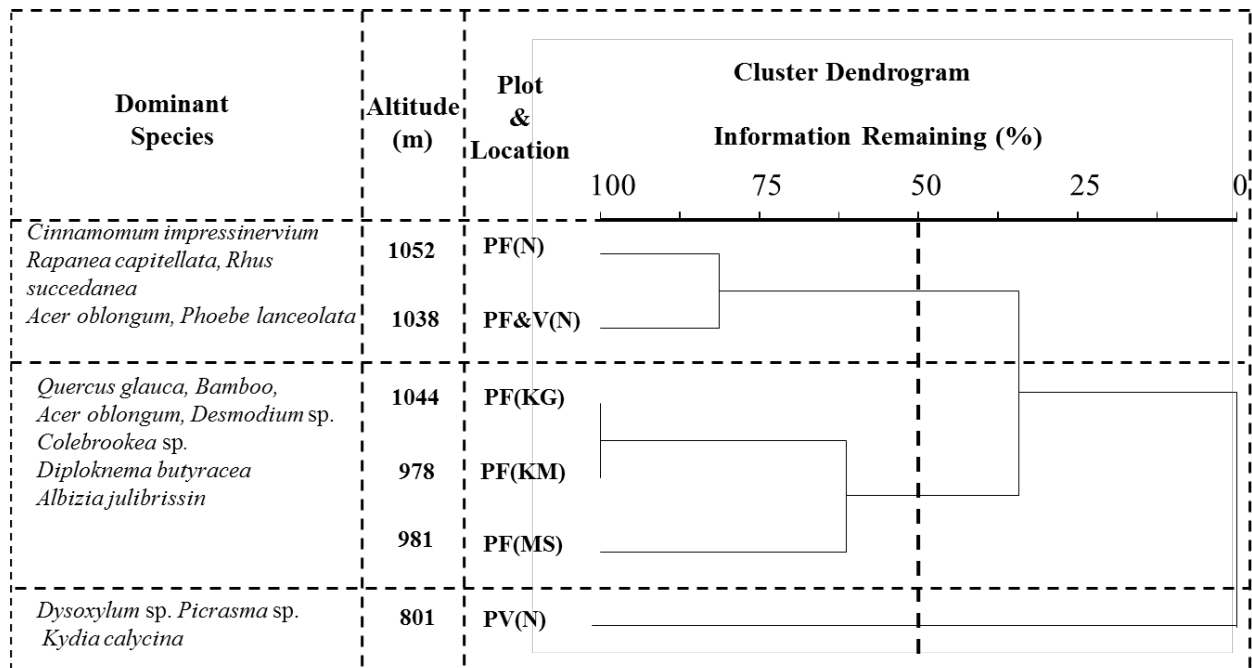 Dominant
Species
Altitude
(m)
Plot
&
Location
Cluster Dendrogram
Information Remaining (%)
100 75 50 25 0
Cinnamomum impressinervium
Rapanea capitellata, Rhus
succedanea
Acer oblongum, Phoebe lanceolata
1052 PF(N)
1038 PF&V(N)
Quercus glauca, Bamboo,
Acer oblongum, Desmodium sp.
Colebrookea sp.
Diploknema butyracea
Albizia julibrissin
1044 PF(KG)
978 PF(KM)
981 PF(MS)
Dysoxylum sp. Picrasma sp.
Kydia calycina
801 PV(N)